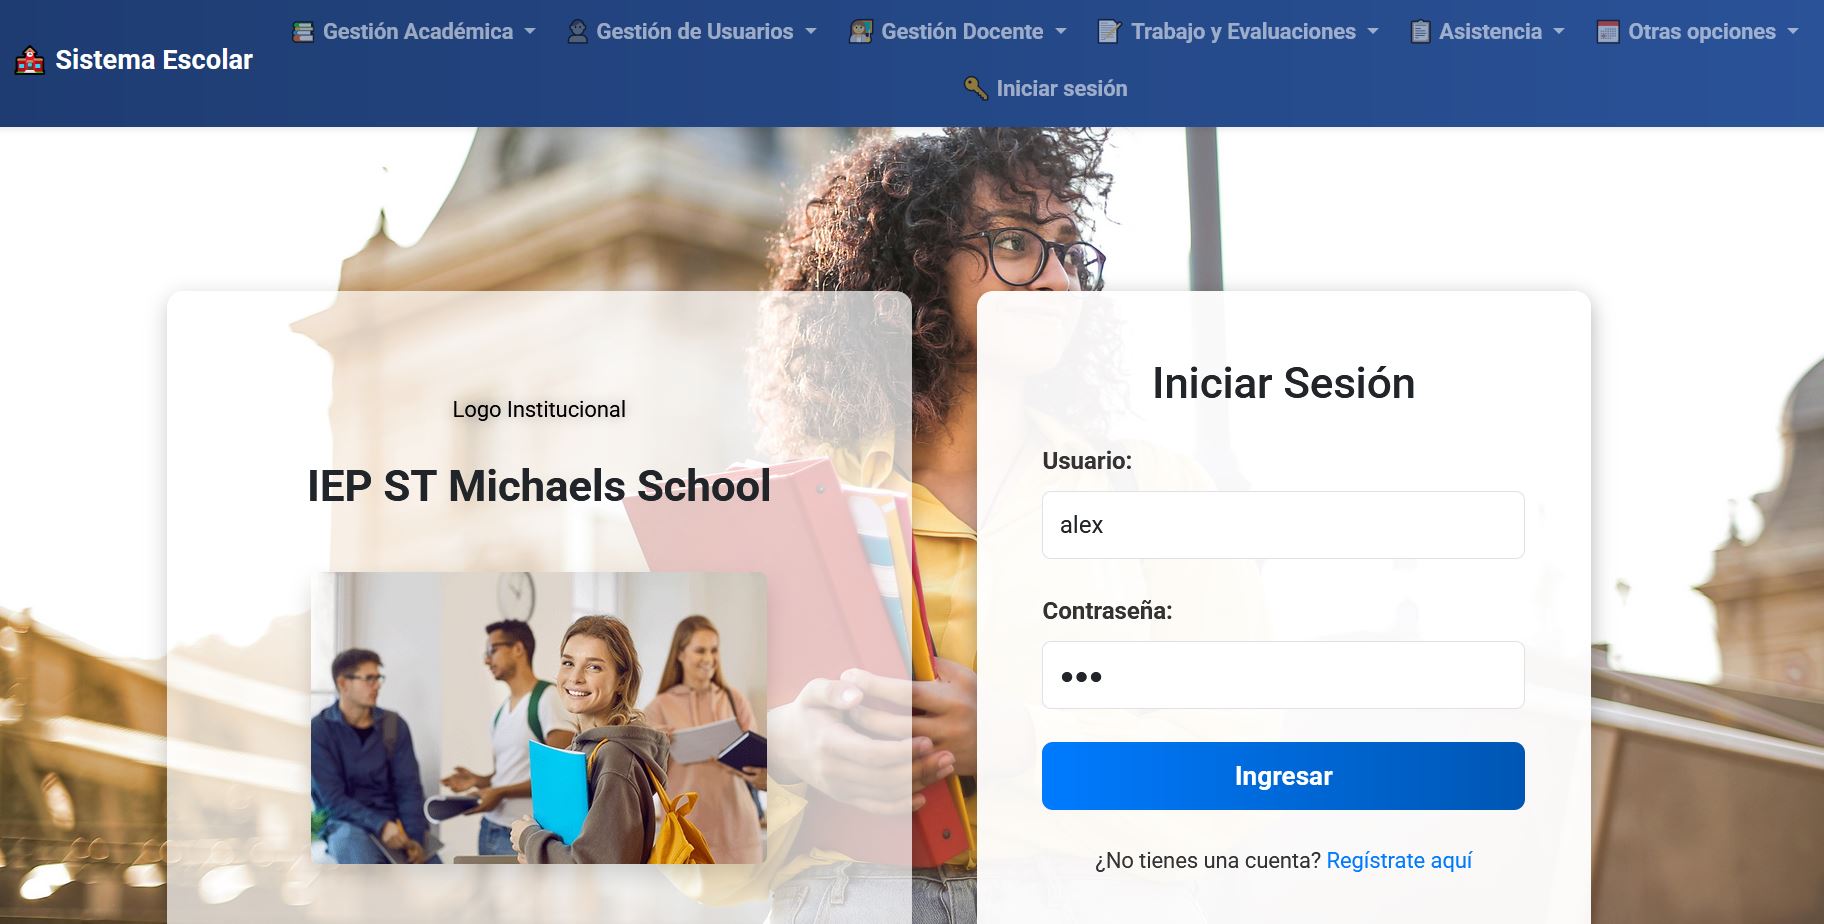 Sistema Escolar
Gestión Académica
Gestión de Usuarios
Gestión Docente
Trabajo y Evaluaciones
Asistencia
Otras opciones
Iniciar sesión
Logo Institucional
IEP ST Michaels School
Iniciar Sesión
Usuario:
alex
Contraseña:
●●●
Ingresar
¿No tienes una cuenta? Regístrate aquí